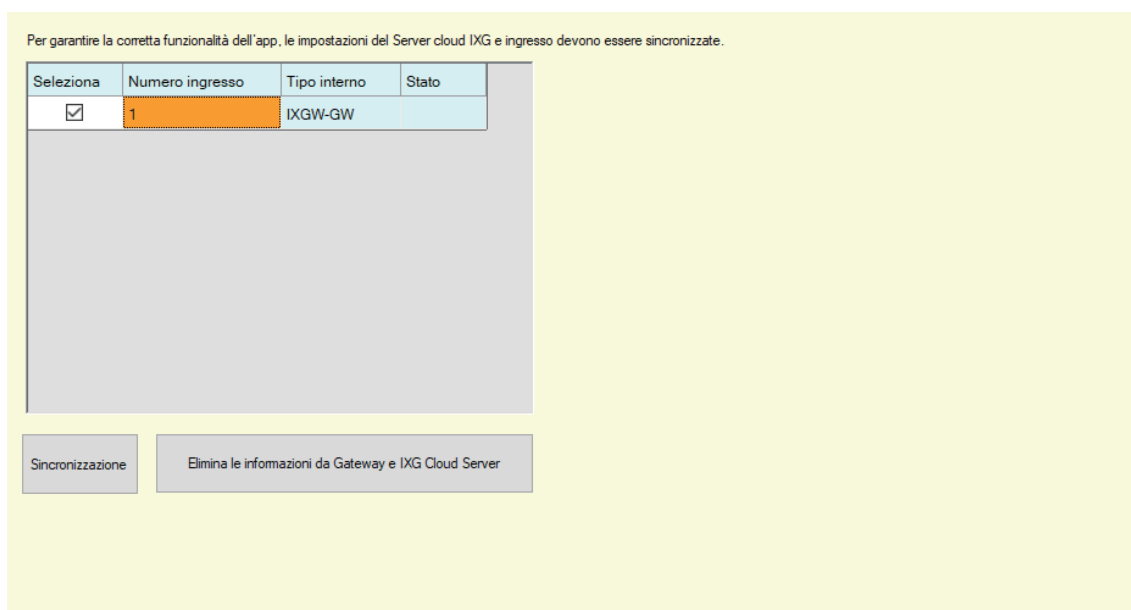 Per garantire la corretta funzionalità dell'app, le impostazioni del Server cloud IXG e ingresso devono essere sincronizzate.
Seleziona Numero ingresso Tipo interno Stato
1 IXGW-GW
Sincronizzazione Elimina le informazioni da Gateway e IXG Cloud Server